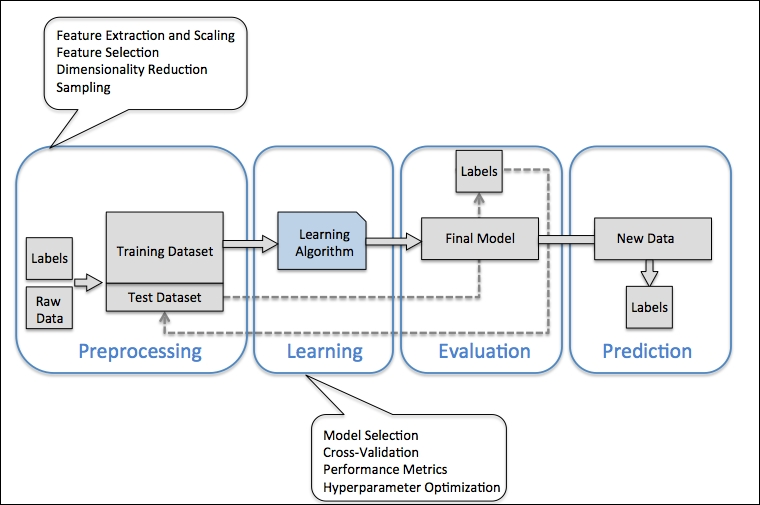 Feature Extraction and Scaling
Feature Selection
Dimensionality Reduction
Sampling
Labels
Raw
Data
Training Dataset
Test Dataset
Preprocessing
Learning
Algorithm
Learning
Labels
Final Model
Evaluation
New Data
Labels
Prediction
Model Selection
Cross-Validation
Performance Metrics
Hyperparameter Optimization